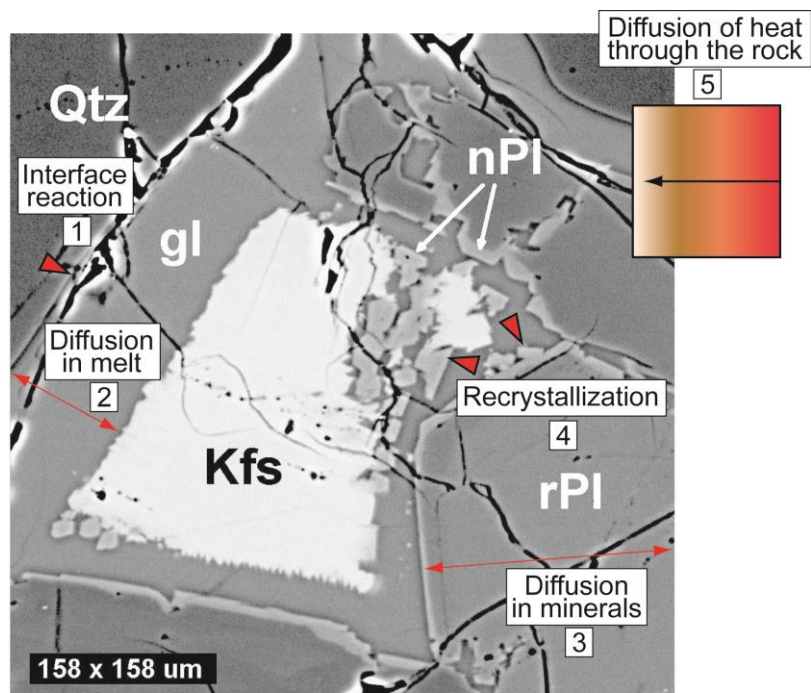 Diffusion of heat
through the rock
5
Qtz
nPl
Interface
reaction
1
gl
Diffusion
in melt
2
Recrystallization
4
Kfs
rPl
Diffusion
in minerals
3
158 x 158 um